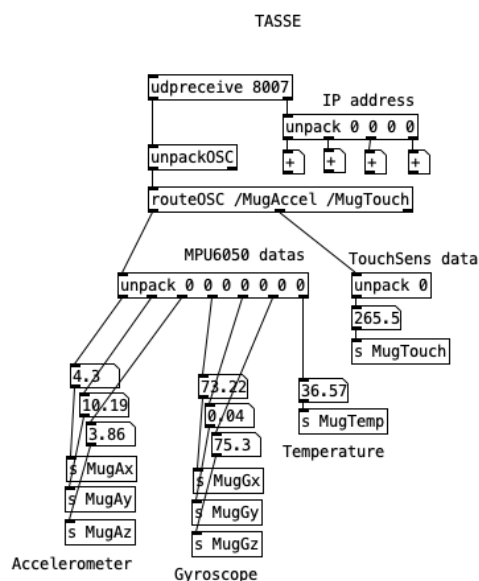 TASSE
udpreceive 8007
IP address
unpack 0 0 0 0
unpackOSC
+ + + +
routeOSC /MugAccel /MugTouch
MPU6050 datas
TouchSens data
unpack 0 0 0 0 0 0 0
unpack 0
265.5
s MugTouch
4.3
73.22
36.57
10.19
0.04
s MugTemp
3.86
75.3
Temperature
s MugAx
s MugGx
s MugAy
s MugGy
s MugAz
s MugGz
Accelerometer
Gyroscope